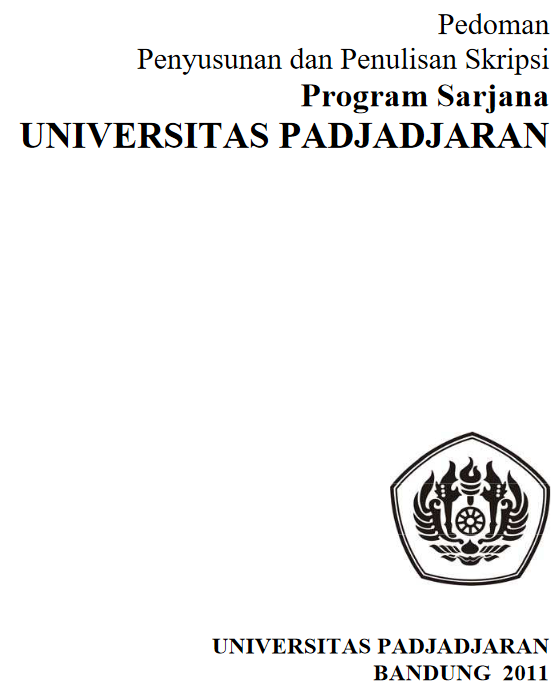 Pedoman
Penyusunan dan Penulisan Skripsi
Program Sarjana
UNIVERSITAS PADJADJARAN
UNIVERSITAS PADJADJARAN
BANDUNG 2011